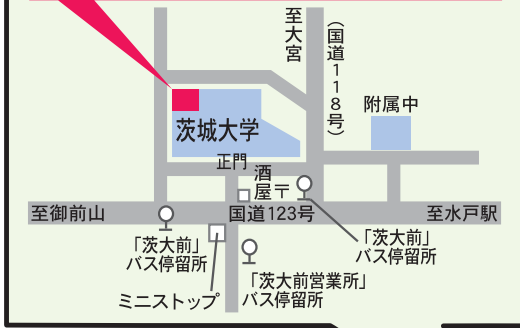 至大宮
(国道118号)
附属中
茨城大学
正門
酒屋
〒
至御前山
国道123号
至水戸駅
「茨大前」
バス停留所
「茨大前」
バス停留所
「茨大前営業所」
バス停留所
ミニストップ